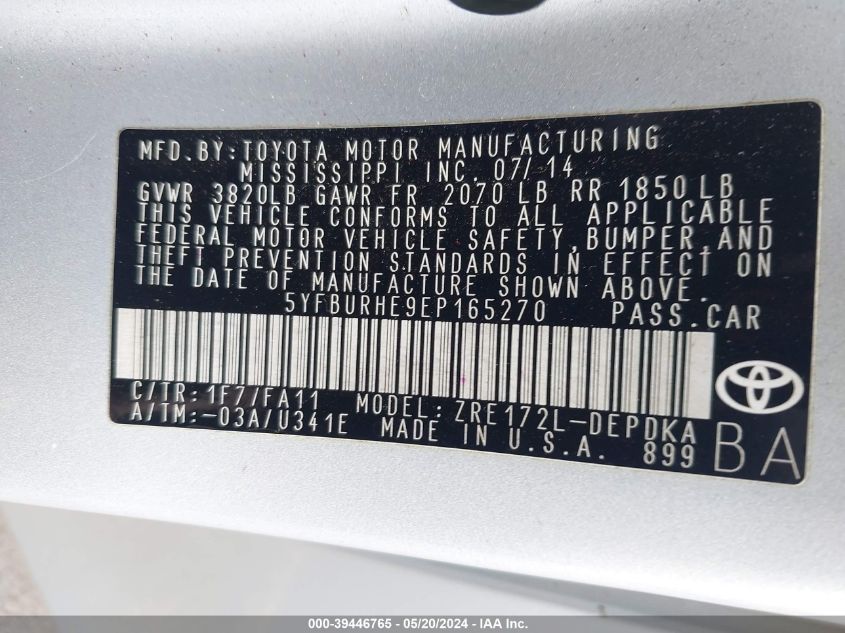 MFD. BY: TOYOTA MOTOR MANUFACTURING
MISSISSIPPI INC. 07/14
GVWR 3820LB GAWR FR 2070 LB RR 1850 LB
THIS VEHICLE CONFORMS TO ALL APPLICABLE
FEDERAL MOTOR VEHICLE SAFETY, BUMPER, AND
THEFT PREVENTION STANDARDS IN EFFECT ON
THE DATE OF MANUFACTURE SHOWN ABOVE.
5YFBURHE9EP165270 PASS. CAR
C/TR: 1F7/FA11 MODEL: ZRE172L-DEPDKA
A/TM: -03A/U341E MADE IN U.S.A. 899
BA
000-39446765 - 05/20/2024 - IAA Inc.